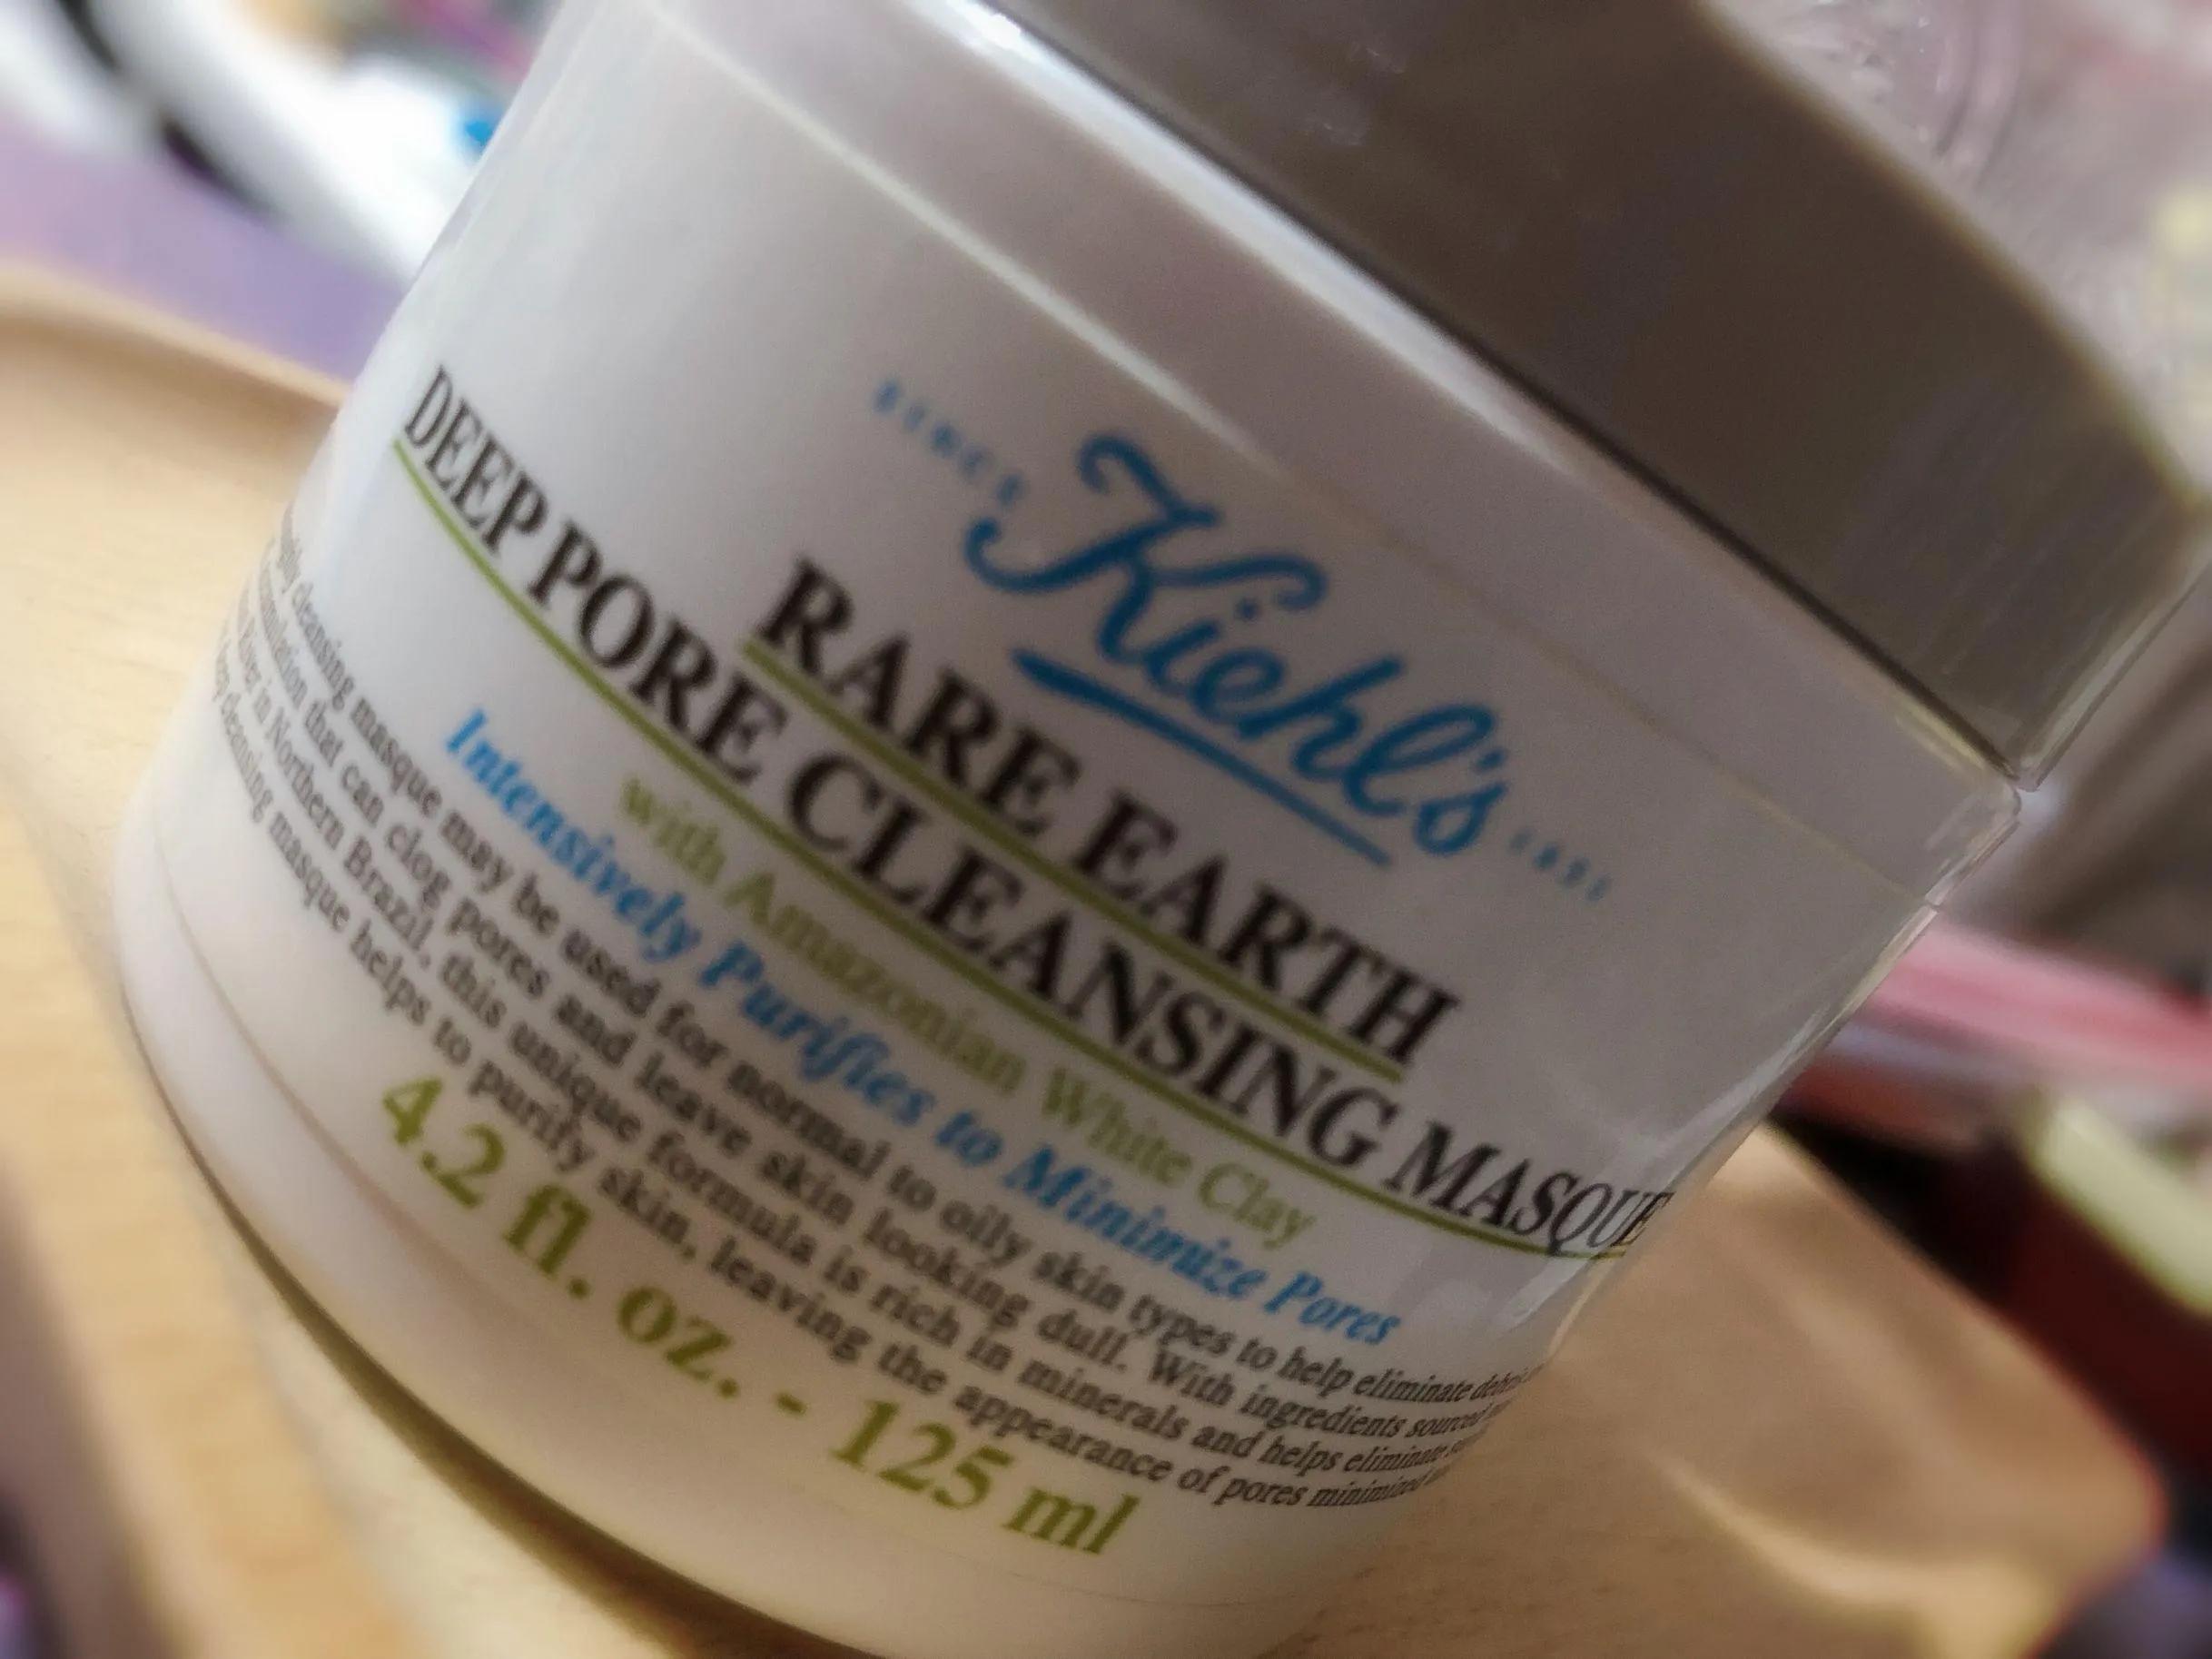 SINCE Kiehl's 1851
RARE EARTH
DEEP PORE CLEANSING MASQUE
with Amazonian White Clay
Intensively Purifies to Minimize Pores
cleansing masque may be used for normal to oily skin types to help eliminate
that can clog pores and leave skin looking dull. With ingredients sourced
in Northern Brazil, this unique formula is rich in minerals and helps eliminate
cleansing masque helps to purify skin, leaving the appearance of pores minimized
4.2 fl. oz. - 125 ml